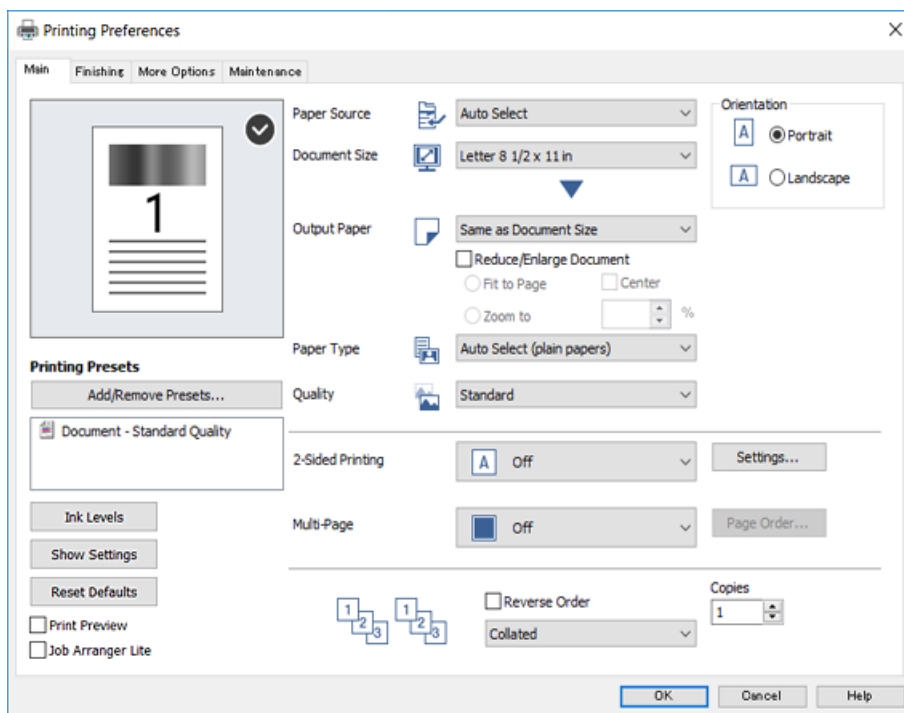 Printing Preferences
Main
Finishing
More Options
Maintenance
1
Printing Presets
Add/Remove Presets...
Document - Standard Quality
Ink Levels
Show Settings
Reset Defaults
Print Preview
Job Arranger Lite
Paper Source
Auto Select
Document Size
Letter 8 1/2 x 11 in
Output Paper
Same as Document Size
Reduce/Enlarge Document
Fit to Page
Center
Zoom to
%
Paper Type
Auto Select (plain papers)
Quality
Standard
Orientation
A
Portrait
A
Landscape
2-Sided Printing
A
Off
Settings...
Multi-Page
Off
Page Order...
1
2
3
1
2
3
Reverse Order
Collated
Copies
1
OK
Cancel
Help